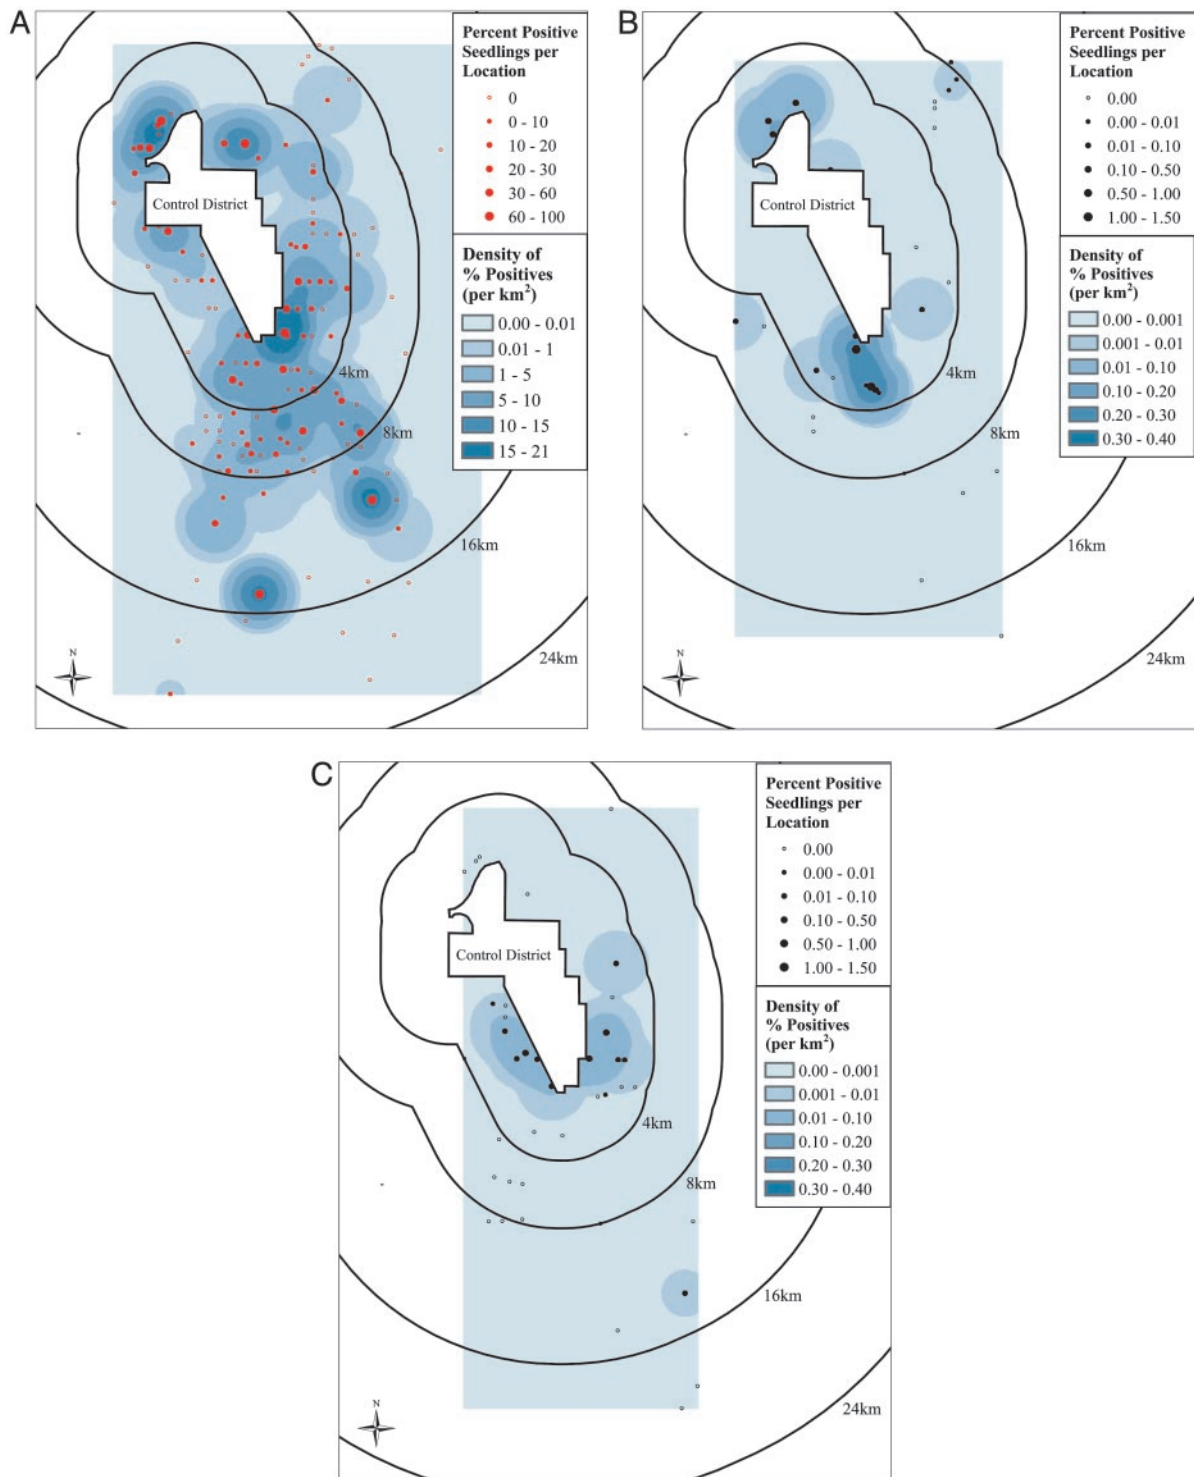 A
Percent Positive
Seedlings per
Location
0
0 - 10
10 - 20
20 - 30
30 - 60
60 - 100
Density of
% Positives
(per km²)
0.00 - 0.01
0.01 - 1
1 - 5
5 - 10
10 - 15
15 - 21
Control District
4km
8km
16km
24km
N
B
Percent Positive
Seedlings per
Location
0.00
0.00 - 0.01
0.01 - 0.10
0.10 - 0.50
0.50 - 1.00
1.00 - 1.50
Density of
% Positives
(per km²)
0.00 - 0.001
0.001 - 0.01
0.01 - 0.10
0.10 - 0.20
0.20 - 0.30
0.30 - 0.40
Control District
4km
8km
16km
24km
N
C
Percent Positive
Seedlings per
Location
0.00
0.00 - 0.01
0.01 - 0.10
0.10 - 0.50
0.50 - 1.00
1.00 - 1.50
Density of
% Positives
(per km²)
0.00 - 0.001
0.001 - 0.01
0.01 - 0.10
0.10 - 0.20
0.20 - 0.30
0.30 - 0.40
Control District
4km
8km
16km
24km
N